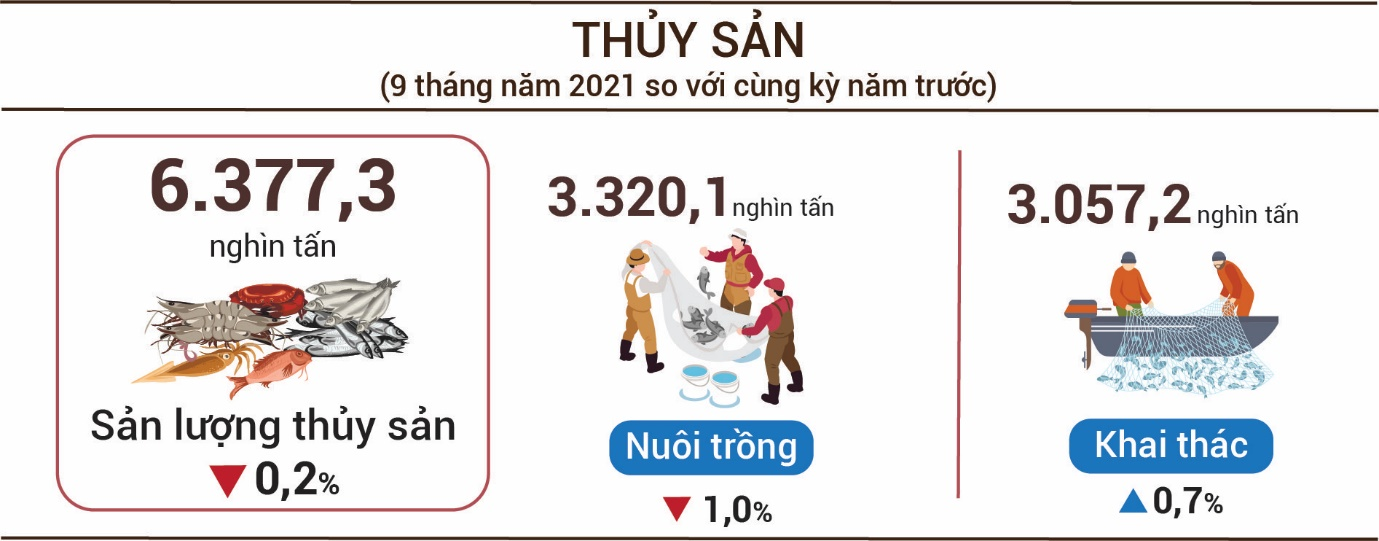 THỦY SẢN
(9 tháng năm 2021 so với cùng kỳ năm trước)
6.377,3
nghìn tấn
Sản lượng thủy sản
▼ 0,2%
3.320,1 nghìn tấn
Nuôi trồng
▼ 1,0%
3.057,2 nghìn tấn
Khai thác
▲ 0,7%